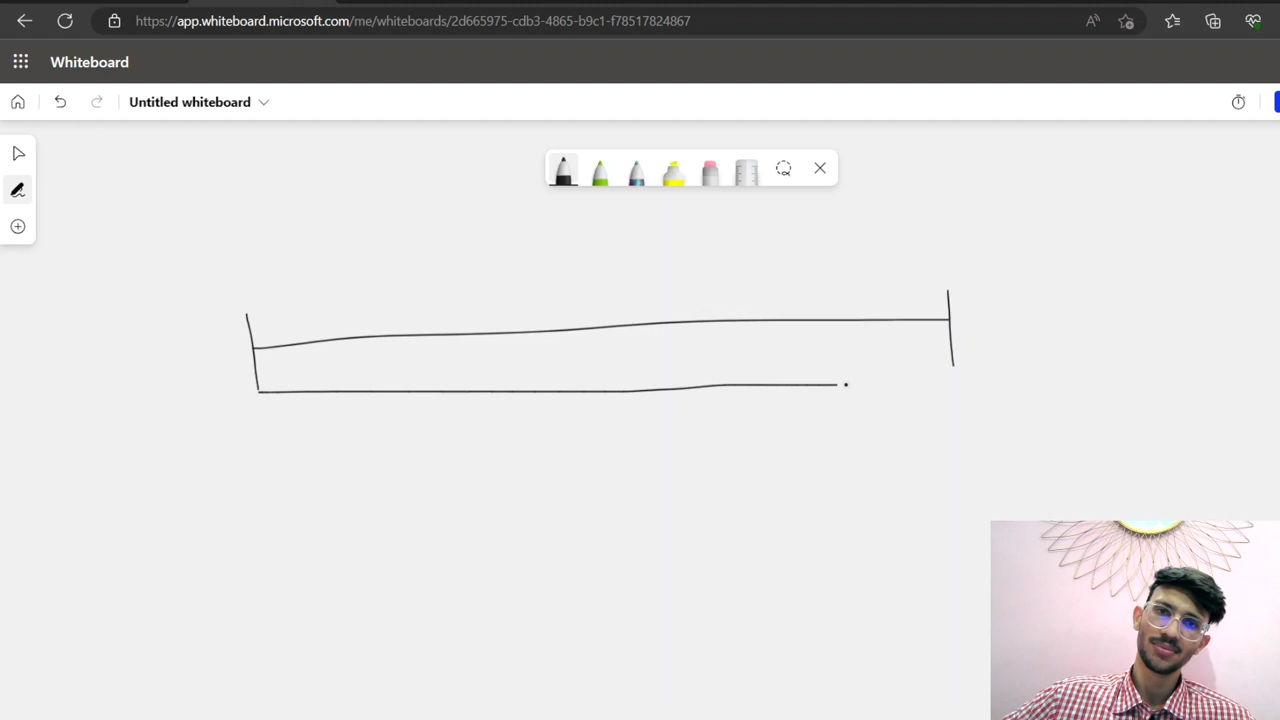 https://app.whiteboard.microsoft.com/me/whiteboards/2d665975-cdb3-4865-b9c1-f78517824867
Whiteboard
Untitled whiteboard